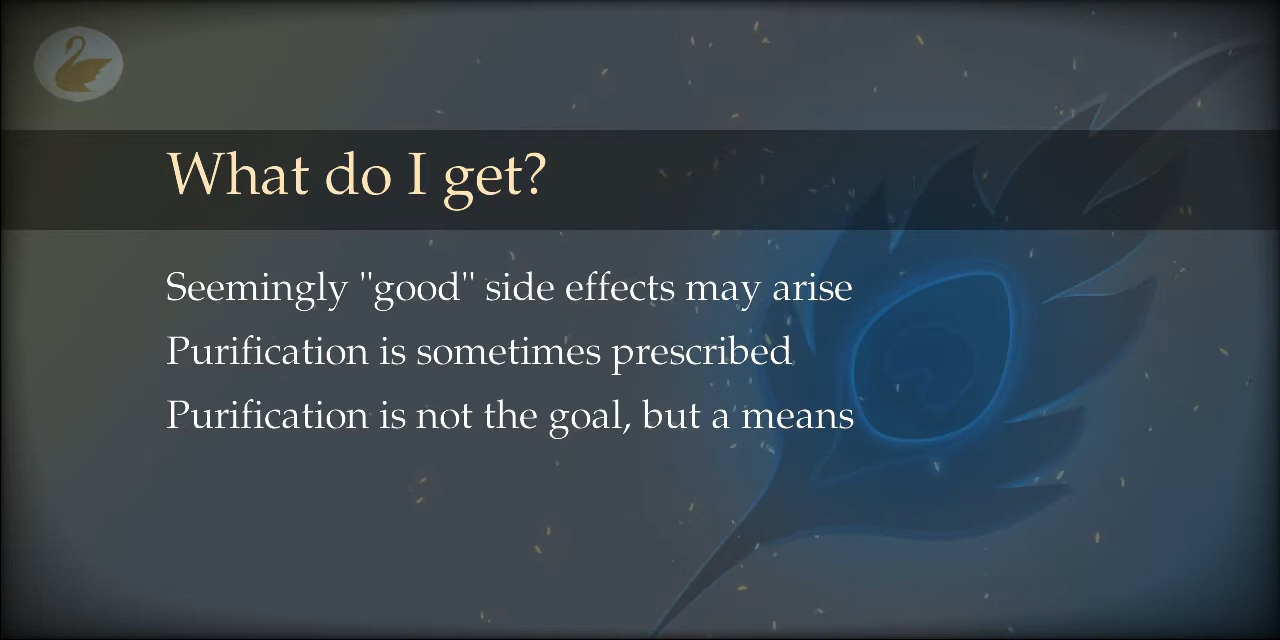 What do I get?
Seemingly "good" side effects may arise
Purification is sometimes prescribed
Purification is not the goal, but a means